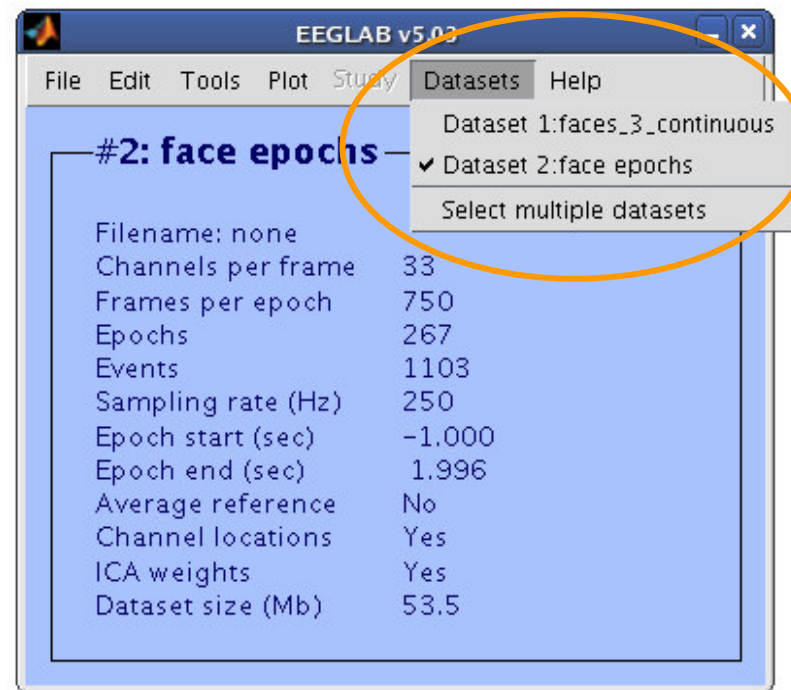 EEGLAB v5.03
File Edit Tools Plot Study Datasets Help
Dataset 1:faces_3_continuous
✔ Dataset 2:face epochs
Select multiple datasets
#2: face epochs
Filename: none
Channels per frame 33
Frames per epoch 750
Epochs 267
Events 1103
Sampling rate (Hz) 250
Epoch start (sec) -1.000
Epoch end (sec) 1.996
Average reference No
Channel locations Yes
ICA weights Yes
Dataset size (Mb) 53.5